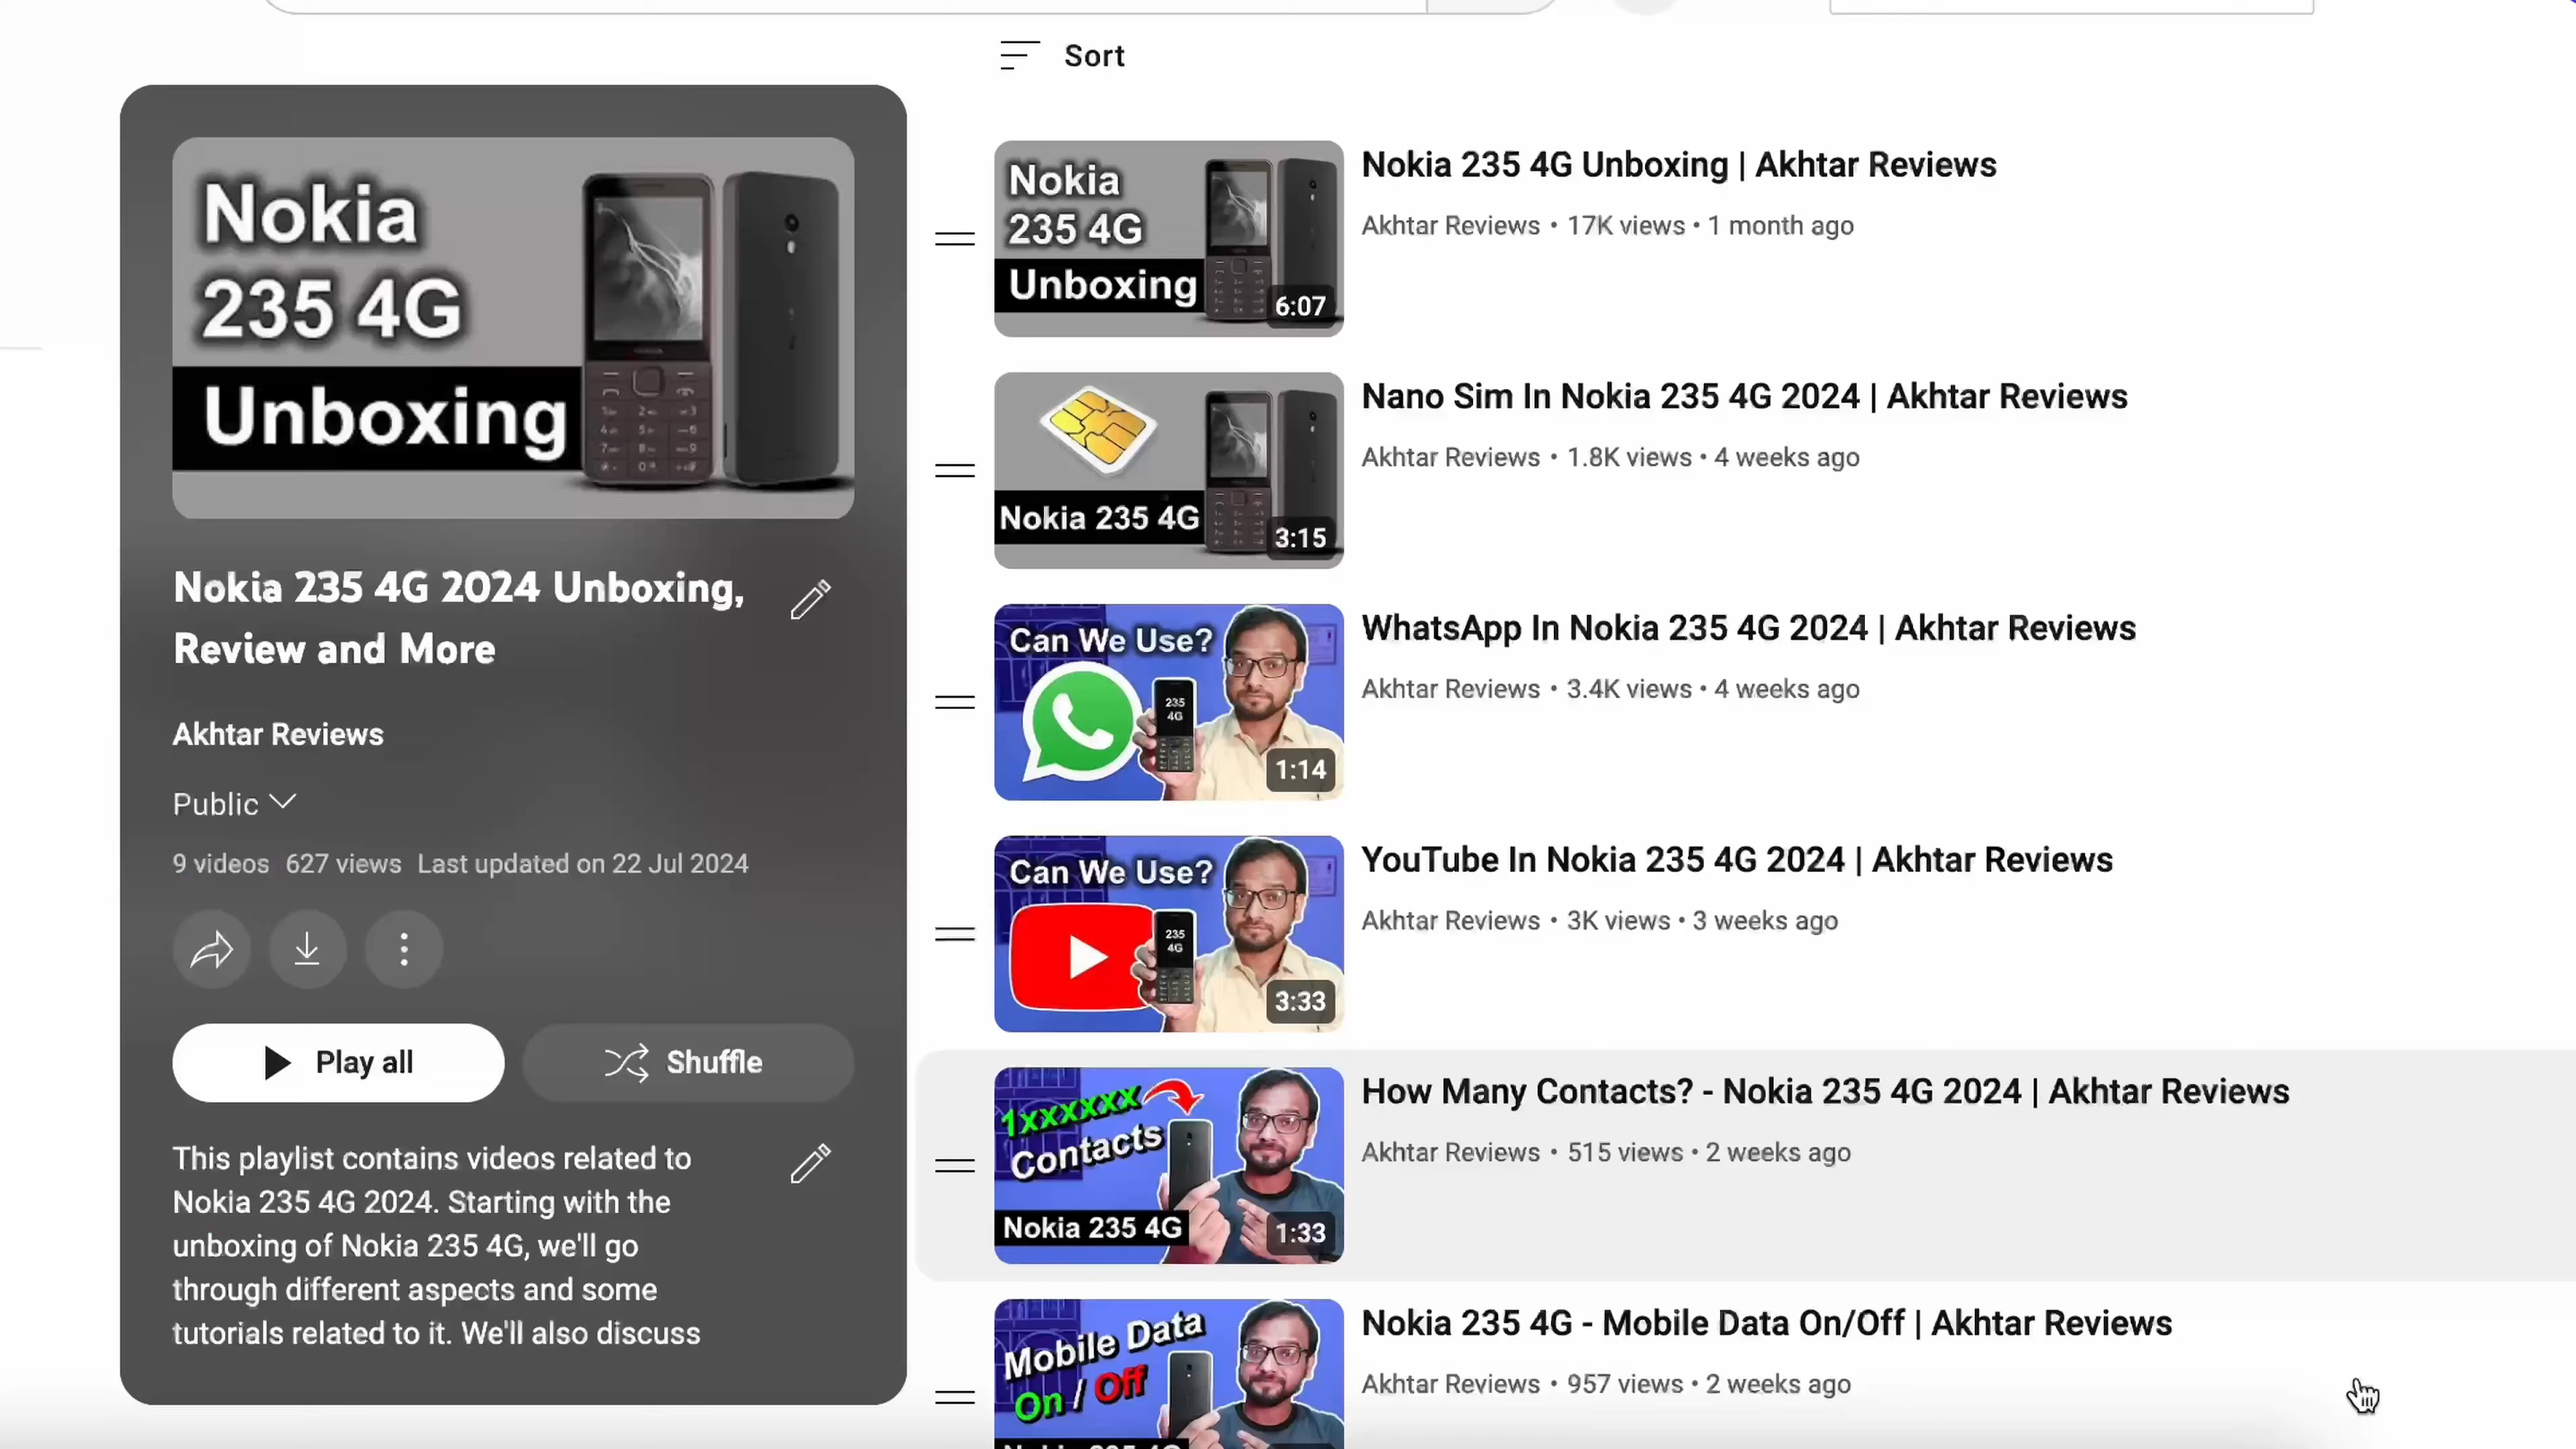 Sort
Nokia
235 4G
Unboxing
Nokia 235 4G 2024 Unboxing,
Review and More
Akhtar Reviews
Public
9 videos 627 views Last updated on 22 Jul 2024
Play all
Shuffle
This playlist contains videos related to
Nokia 235 4G 2024. Starting with the
unboxing of Nokia 235 4G, we'll go
through different aspects and some
tutorials related to it. We'll also discuss
Nokia
235 4G
Unboxing
6:07
Nokia 235 4G Unboxing | Akhtar Reviews
Akhtar Reviews • 17K views • 1 month ago
Nokia 235 4G
3:15
Nano Sim In Nokia 235 4G 2024 | Akhtar Reviews
Akhtar Reviews • 1.8K views • 4 weeks ago
Can We Use?
235
4G
1:14
WhatsApp In Nokia 235 4G 2024 | Akhtar Reviews
Akhtar Reviews • 3.4K views • 4 weeks ago
Can We Use?
235
4G
3:33
YouTube In Nokia 235 4G 2024 | Akhtar Reviews
Akhtar Reviews • 3K views • 3 weeks ago
1xxxxxx
Contacts
Nokia 235 4G
1:33
How Many Contacts? - Nokia 235 4G 2024 | Akhtar Reviews
Akhtar Reviews • 515 views • 2 weeks ago
Mobile Data
On / Off
Nokia 235 4G - Mobile Data On/Off | Akhtar Reviews
Akhtar Reviews • 957 views • 2 weeks ago